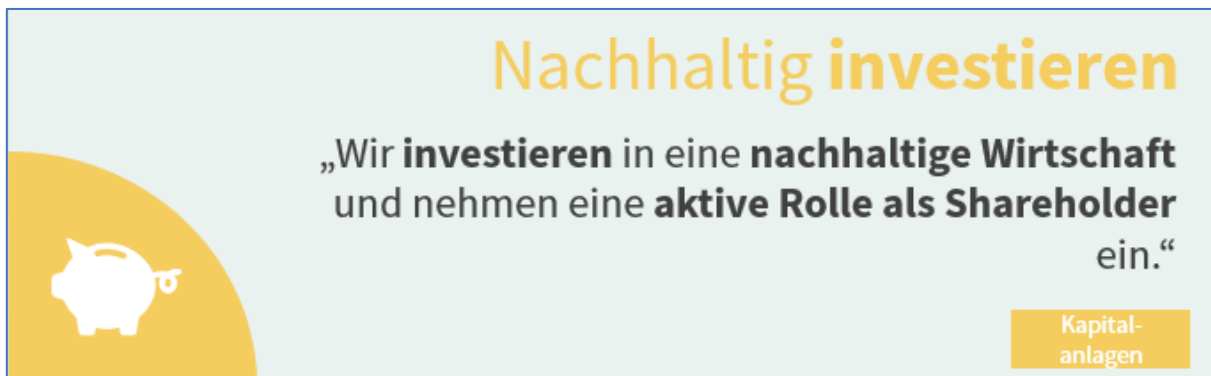 Nachhaltig investieren
„Wir investieren in eine nachhaltige Wirtschaft
und nehmen eine aktive Rolle als Shareholder
ein.“
Kapital-
anlagen